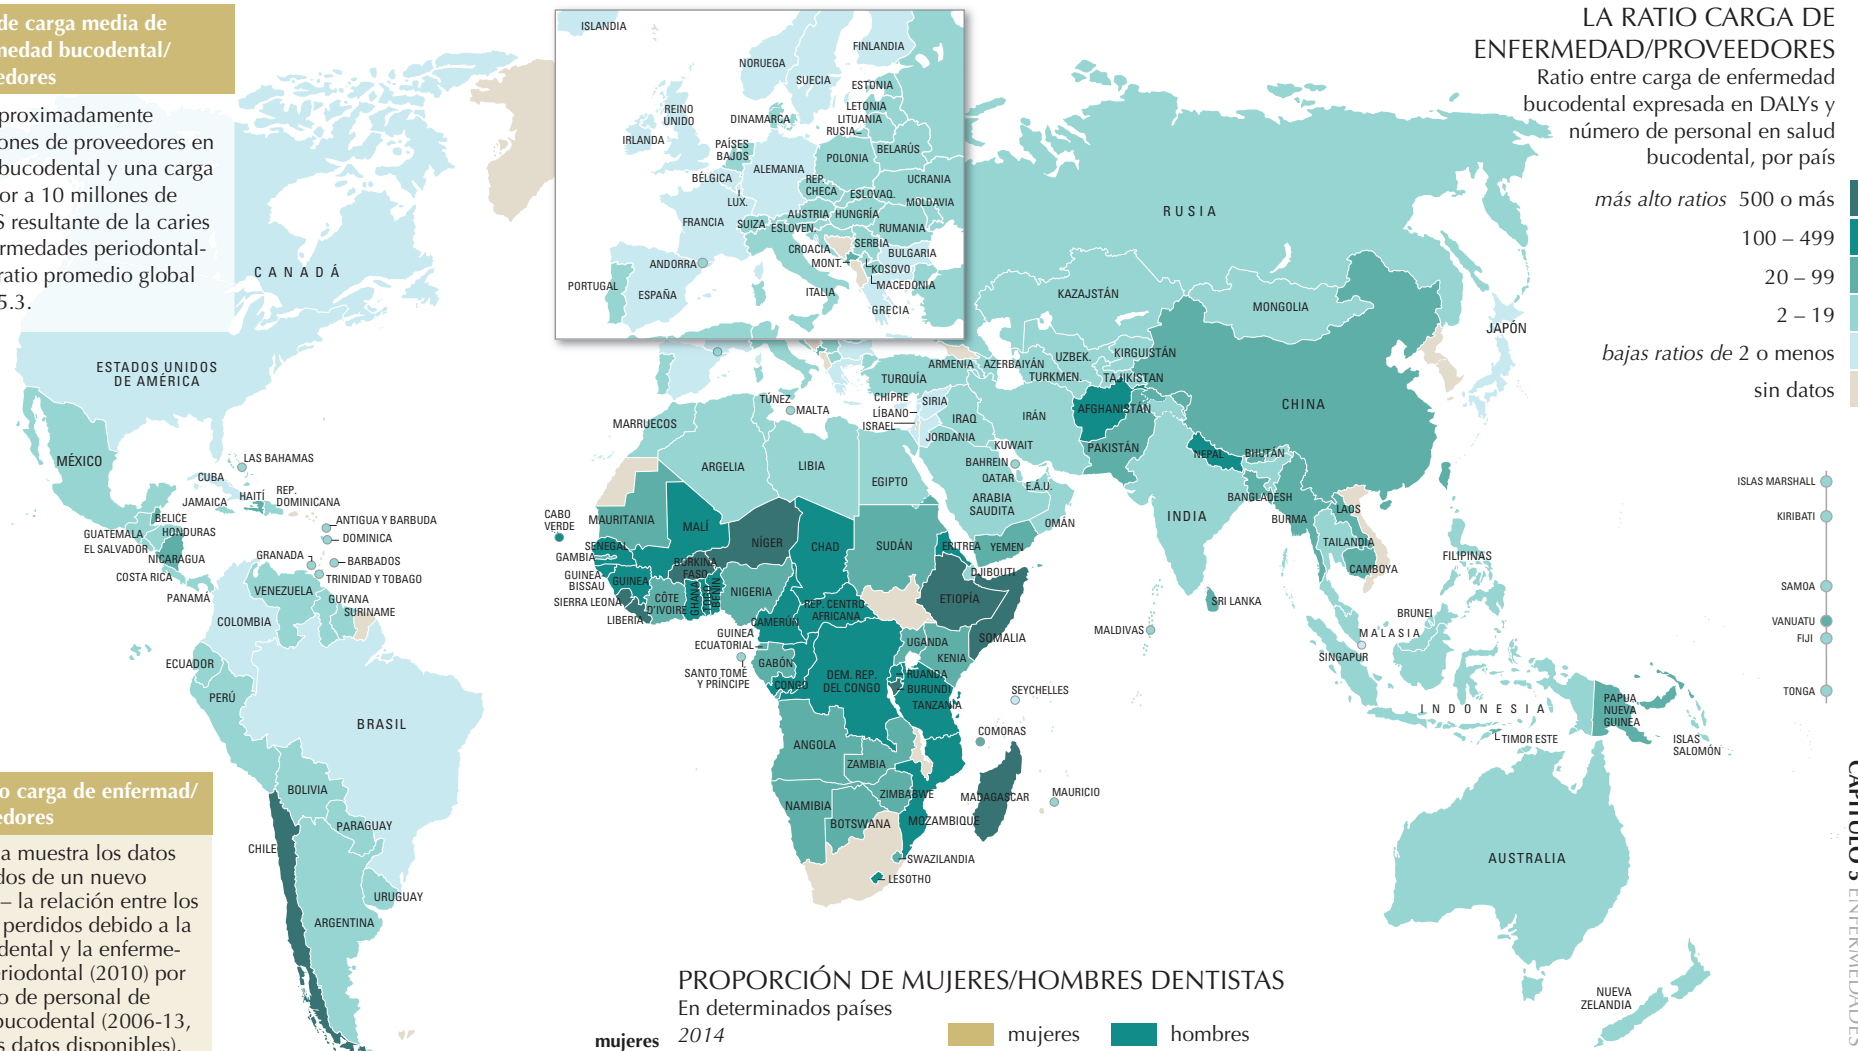 de carga media de
medad bucodental/
edores
proximadamente
ones de proveedores en
bucodental y una carga
or a 10 millones de
S resultante de la caries
ermedades periodontal-
ratio promedio global
5.3.
LA RATIO CARGA DE
ENFERMEDAD/PROVEEDORES
Ratio entre carga de enfermedad
bucodental expresada en DALYs y
número de personal en salud
bucodental, por país
más alto ratios 500 o más
100 – 499
20 – 99
2 – 19
bajas ratios de 2 o menos
sin datos
ISLANDIA
FINLANDIA
NORUEGA
SUECIA
ESTONIA
LETONIA
LITUANIA
RUSIA
REINO
UNIDO
DINAMARCA
IRLANDA
PAÍSES
BAJOS
BELARÚS
POLONIA
ALEMANIA
BÉLGICA
REP.
CHECA
UCRANIA
ESLOVAQ.
L
LUX.
MOLDAVIA
AUSTRIA
HUNGRÍA
FRANCIA
SUIZA
ESLOVEN.
RUMANIA
CROACIA
SERBIA
BULGARIA
MONT.
KOSOVO
MACEDONIA
ANDORRA
PORTUGAL
ESPAÑA
ITALIA
GRECIA
CANADÁ
ESTADOS UNIDOS
DE AMÉRICA
MÉXICO
LAS BAHAMAS
CUBA
JAMAICA
HAITÍ
REP.
DOMINICANA
BELICE
GUATEMALA
HONDURAS
EL SALVADOR
NICARAGUA
COSTA RICA
PANAMÁ
ANTIGUA Y BARBUDA
DOMINICA
GRANADA
BARBADOS
TRINIDAD Y TOBAGO
VENEZUELA
GUYANA
SURINAME
COLOMBIA
ECUADOR
PERÚ
BRASIL
BOLIVIA
PARAGUAY
CHILE
URUGUAY
ARGENTINA
RUSIA
KAZAJSTÁN
MONGOLIA
JAPÓN
ARMENIA
AZERBAIYÁN
UZBEK.
KIRGUISTÁN
TURKMEN.
TAJIKISTAN
TURQUÍA
TÚNEZ
MALTA
CHIPRE
SIRIA
LÍBANO
ISRAEL
IRAQ
IRÁN
AFGHANISTÁN
CHINA
MARRUECOS
JORDANIA
KUWAIT
PAKISTÁN
NEPAL
BHUTÁN
ARGELIA
LIBIA
EGIPTO
BAHREIN
QATAR
E.A.U.
ARABIA
SAUDITA
OMÁN
INDIA
BANGLADESH
BURMA
LAOS
TAILANDIA
CAMBOYA
FILIPINAS
CABO
VERDE
MAURITANIA
MALÍ
NÍGER
CHAD
SUDÁN
ERITREA
YEMEN
DJIBOUTI
SENEGAL
GAMBIA
GUINEA-
BISSAU
GUINEA
BURKINA
FASO
SIERRA LEONA
LIBERIA
CÔTE
D'IVOIRE
GHANA
TOGO
BENÍN
NIGERIA
CAMERÚN
REP. CENTRO-
AFRICANA
ETIOPÍA
SOMALIA
GUINEA
ECUATORIAL
SANTO TOMÉ
Y PRÍNCIPE
GABÓN
CONGO
DEM. REP.
DEL CONGO
UGANDA
KENIA
RUANDA
BURUNDI
TANZANIA
SEYCHELLES
COMORAS
ANGOLA
ZAMBIA
NAMIBIA
ZIMBABWE
BOTSWANA
MOZAMBIQUE
MADAGASCAR
MAURICIO
SWAZILANDIA
LESOTHO
SRI LANKA
MALDIVAS
BRUNEI
MALASIA
SINGAPUR
INDONESIA
TIMOR ESTE
PAPUA
NUEVA
GUINEA
ISLAS
SALOMÓN
AUSTRALIA
NUEVA
ZELANDIA
ISLAS MARSHALL
KIRIBATI
SAMOA
VANUATU
FIJI
TONGA
o carga de enfermad/
edores
a muestra los datos
dos de un nuevo
– la relación entre los
perdidos debido a la
dental y la enferme-
eriodontal (2010) por
o de personal de
bucodental (2006-13,
s datos disponibles).
PROPORCIÓN DE MUJERES/HOMBRES DENTISTAS
En determinados países
mujeres 2014
mujeres
hombres
CAPÍTULO 5 ENFERMEDADES